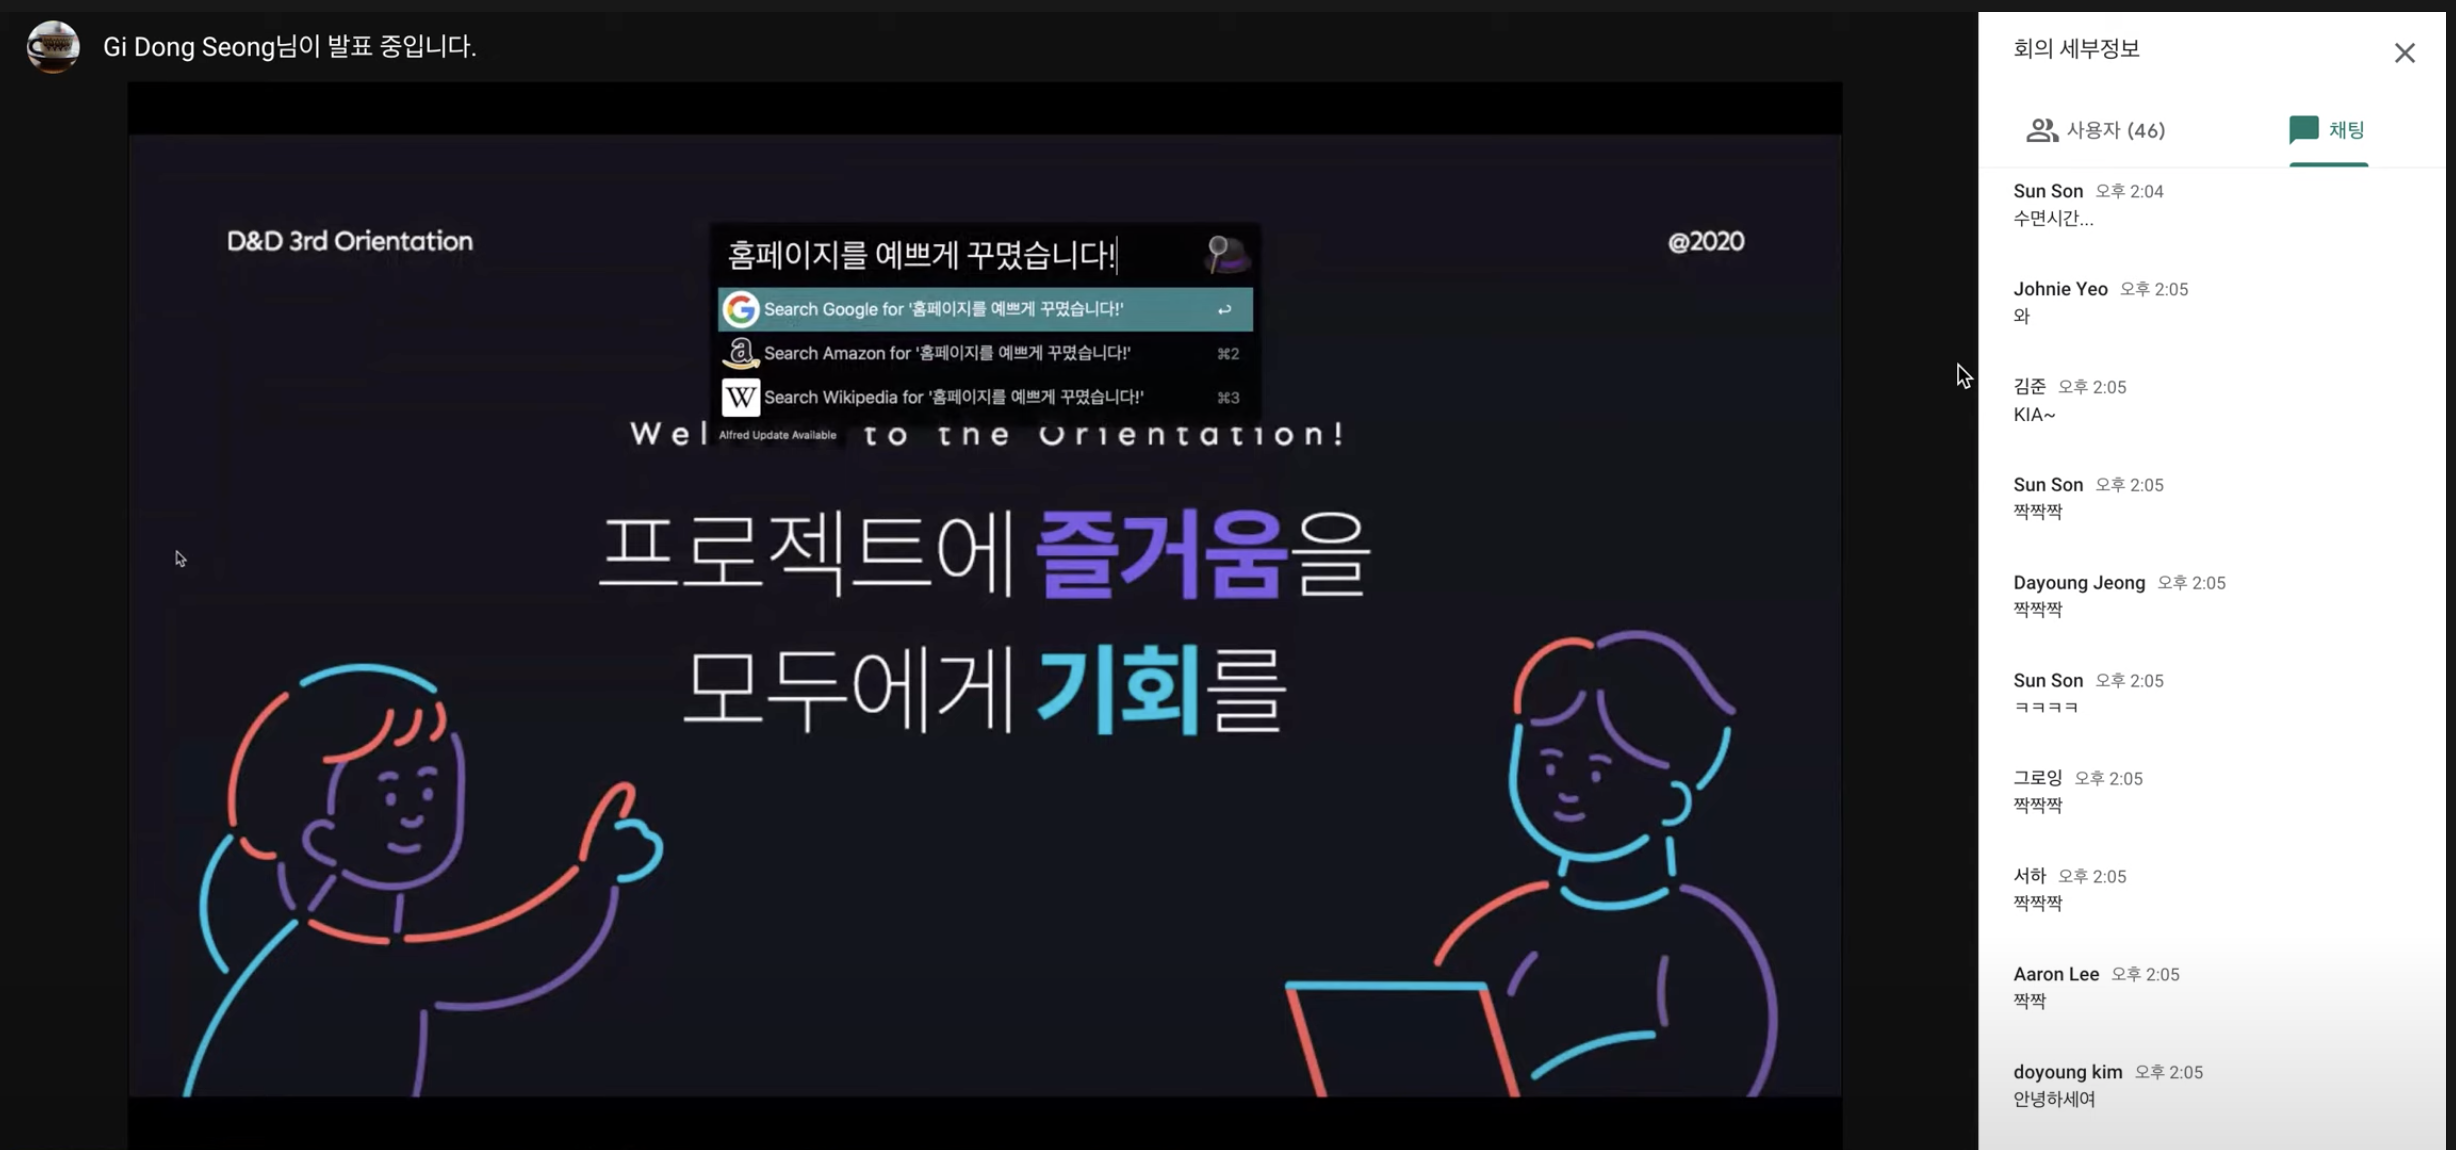 Gi Dong Seong님이 발표 중입니다.
D&D 3rd Orientation
@2020
홈페이지를 예쁘게 꾸몄습니다!
Search Google for '홈페이지를 예쁘게 꾸몄습니다!' ↩
Search Amazon for '홈페이지를 예쁘게 꾸몄습니다!' ⌘2
W Search Wikipedia for '홈페이지를 예쁘게 꾸몄습니다!' ⌘3
Alfred Update Available
Wel to the Orientation!
프로젝트에 즐거움을
모두에게 기회를
회의 세부정보
사용자 (46) 채팅
Sun Son 오후 2:04
수면시간...
Johnie Yeo 오후 2:05
와
김준 오후 2:05
KIA~
Sun Son 오후 2:05
짝짝짝
Dayoung Jeong 오후 2:05
짝짝짝
Sun Son 오후 2:05
ㅋㅋㅋㅋ
그로잉 오후 2:05
짝짝짝
서하 오후 2:05
짝짝짝
Aaron Lee 오후 2:05
짝짝
doyoung kim 오후 2:05
안녕하세여